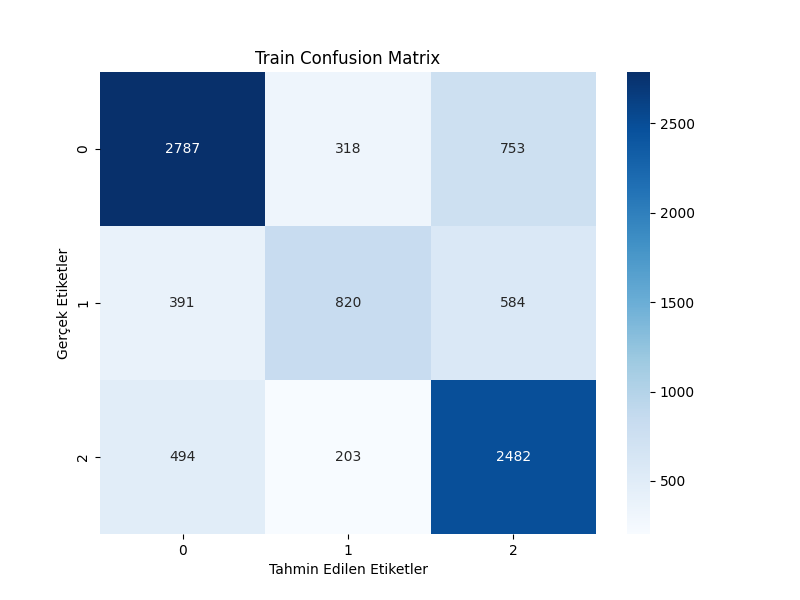 Train Confusion Matrix
Gerçek Etiketler
0
2787 318 753
1
391 820 584
2
494 203 2482
0 1 2
Tahmin Edilen Etiketler
2500
2000
1500
1000
500